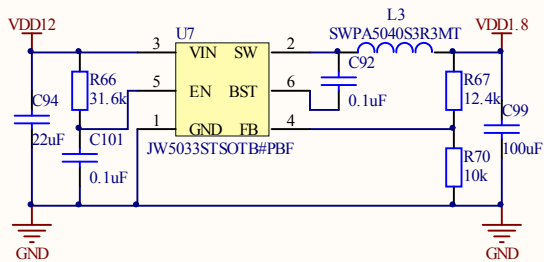 L3
VDD12
U7
SWPA5040S3R3MT
VDD1.8
3
VIN
SW
2
R66
C92
R67
C94
31.6k
5
EN
BST
6
12.4k
C99
0.1uF
22uF
C101
1
GND
FB
4
100uF
JW5033STSOTB#PBF
R70
0.1uF
10k
GND
GND